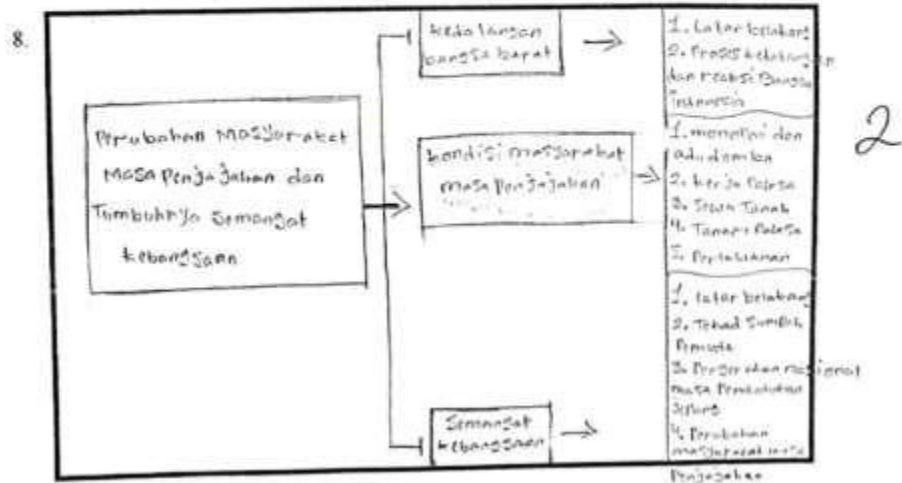 8.
Perubahan Masyarakat
Masa Penjajahan dan
Tumbuhnya Semangat
kebangsaan
kedatangan
bangsa barat
kondisi masyarakat
masa penjajahan
Semangat
kebangsaan
1. Latar belakang
2. Proses kedatangan
dan reaksi Bangsa
Indonesia
1. monopoli dan
adu domba
2. kerja Paksa
3. Sewa Tanah
4. Tanam Paksa
5. Perlawanan
1. latar belakang
2. Tekad Sumpah
Pemuda
3. Pergerakan nasional
masa Pendudukan
Jepang
4. Perubahan
masyarakat masa
Penjajahan
2